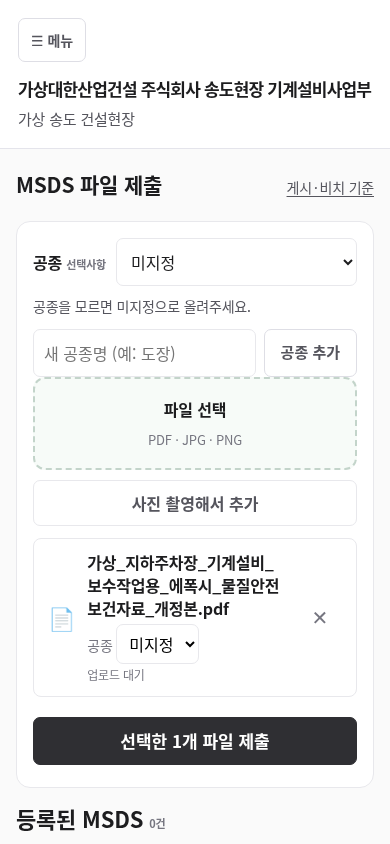 ☰ 메뉴
가상대한산업건설 주식회사 송도현장 기계설비사업부
가상 송도 건설현장
MSDS 파일 제출
게시·비치 기준
공종 선택사항
미지정
공종을 모르면 미지정으로 올려주세요.
새 공종명 (예: 도장)
공종 추가
파일 선택
PDF · JPG · PNG
사진 촬영해서 추가
가상_지하주차장_기계설비_
보수작업용_에폭시_물질안전
보건자료_개정본.pdf
공종 미지정
업로드 대기
✕
선택한 1개 파일 제출
등록된 MSDS 0건